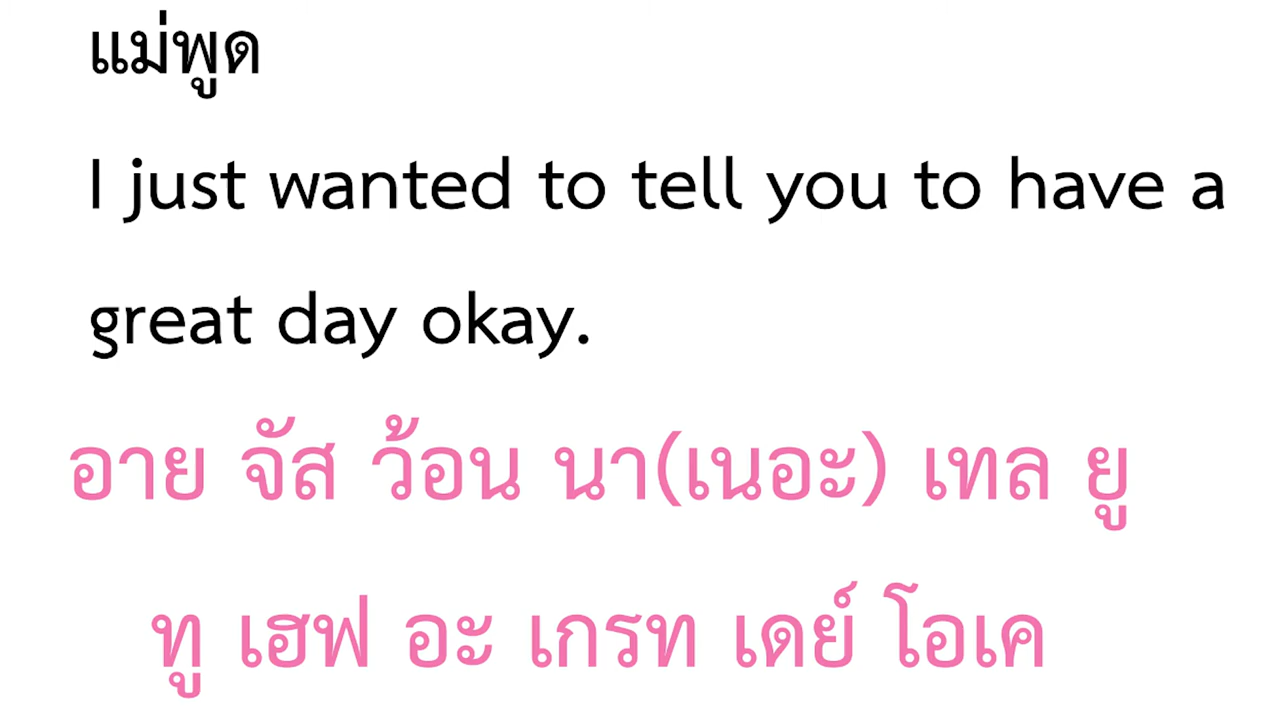 แม่พูด
I just wanted to tell you to have a
great day okay.
อาย จัส ว้อน นา(เนอะ) เทล ยู
ทู เฮฟ อะ เกรท เดย์ โอเค